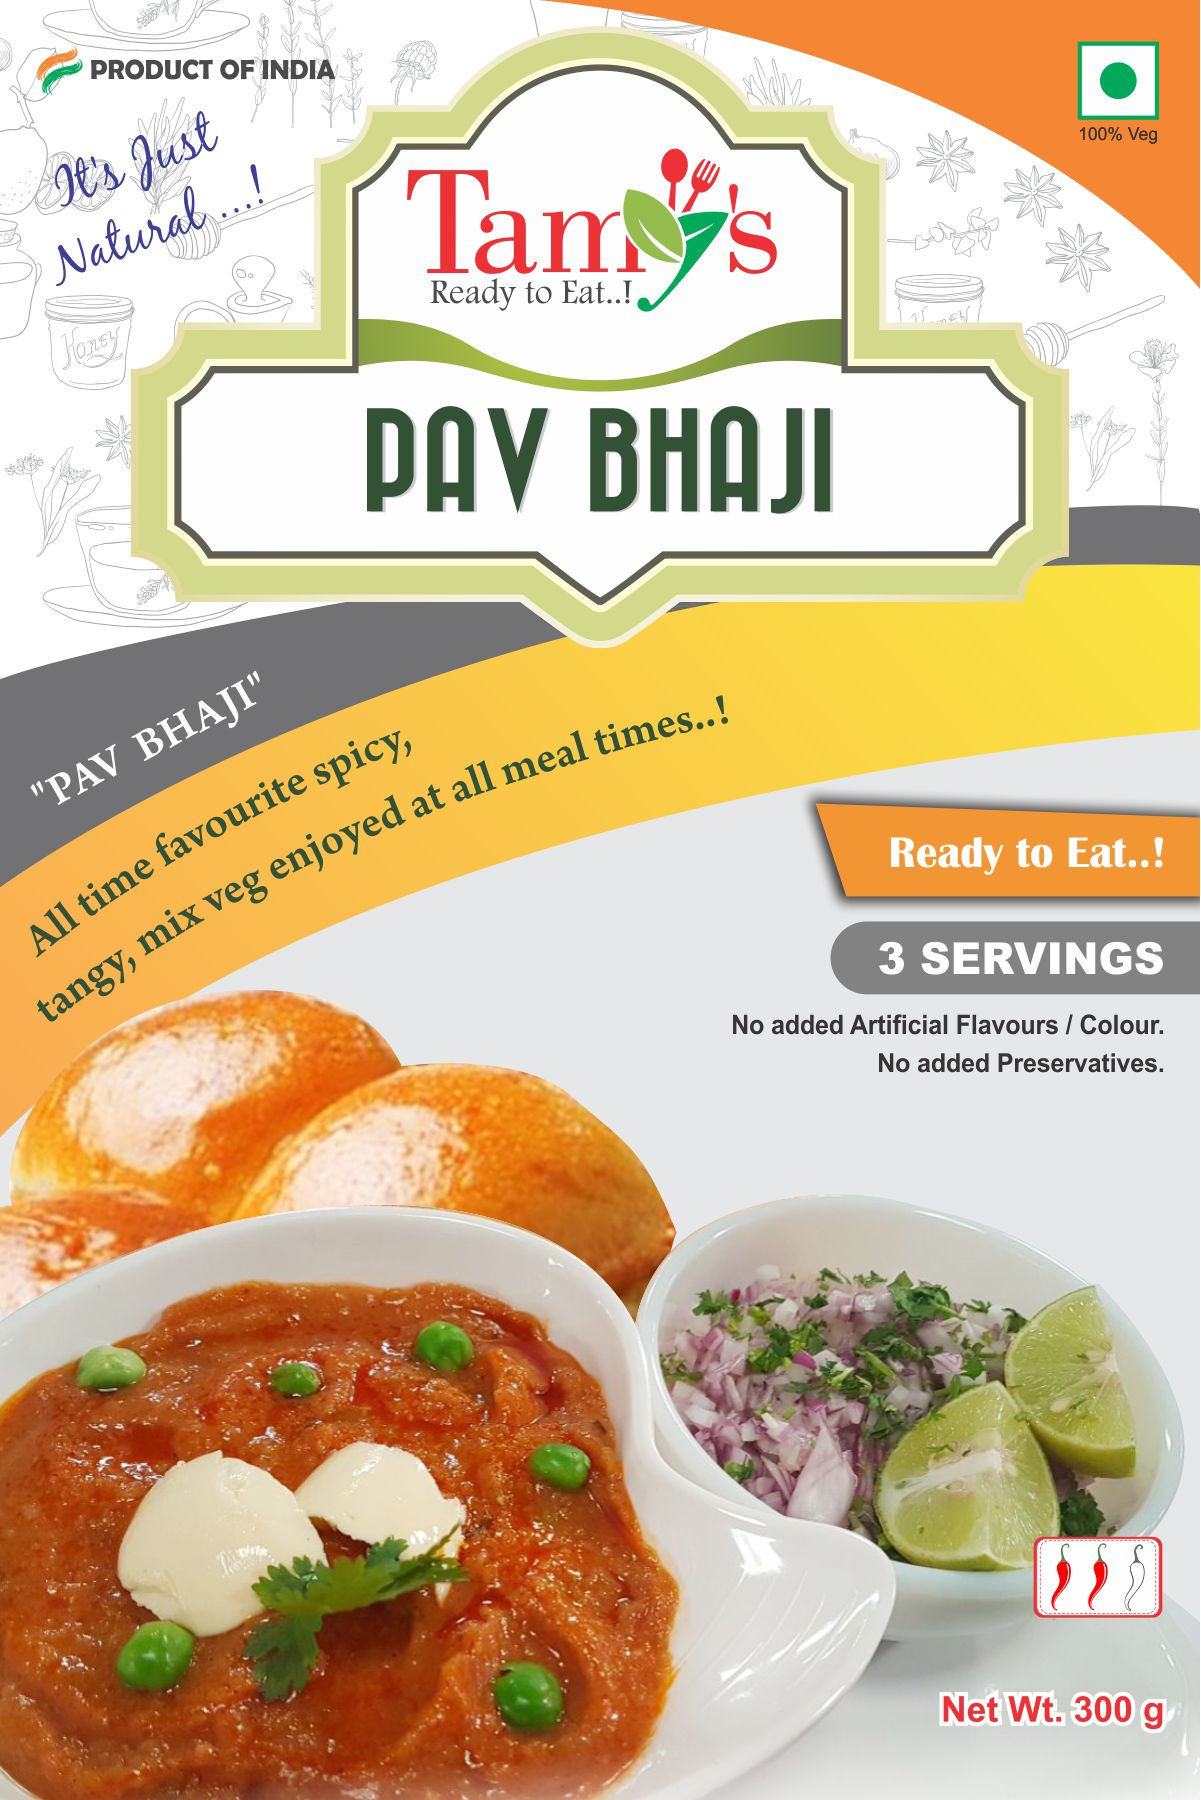 PRODUCT OF INDIA
It's Just
Natural ...!
100% Veg
Tamy's
Ready to Eat..!
Honey
Honey
PAV BHAJI
"PAV BHAJI"
All time favourite spicy,
tangy, mix veg enjoyed at all meal times..!
Ready to Eat..!
3 SERVINGS
No added Artificial Flavours / Colour.
No added Preservatives.
Net Wt. 300 g